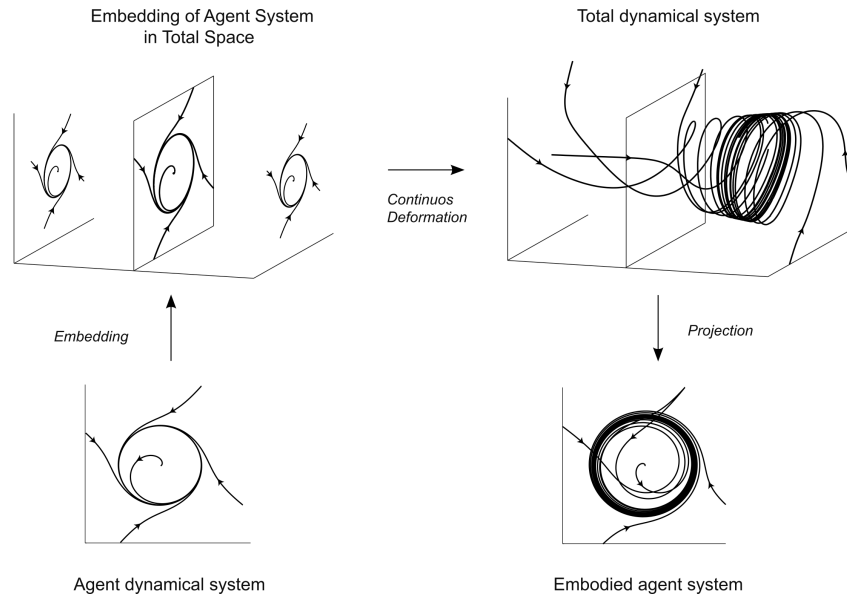 Embedding of Agent System
in Total Space
Total dynamical system
Continuos
Deformation
Embedding
Projection
Agent dynamical system
Embodied agent system